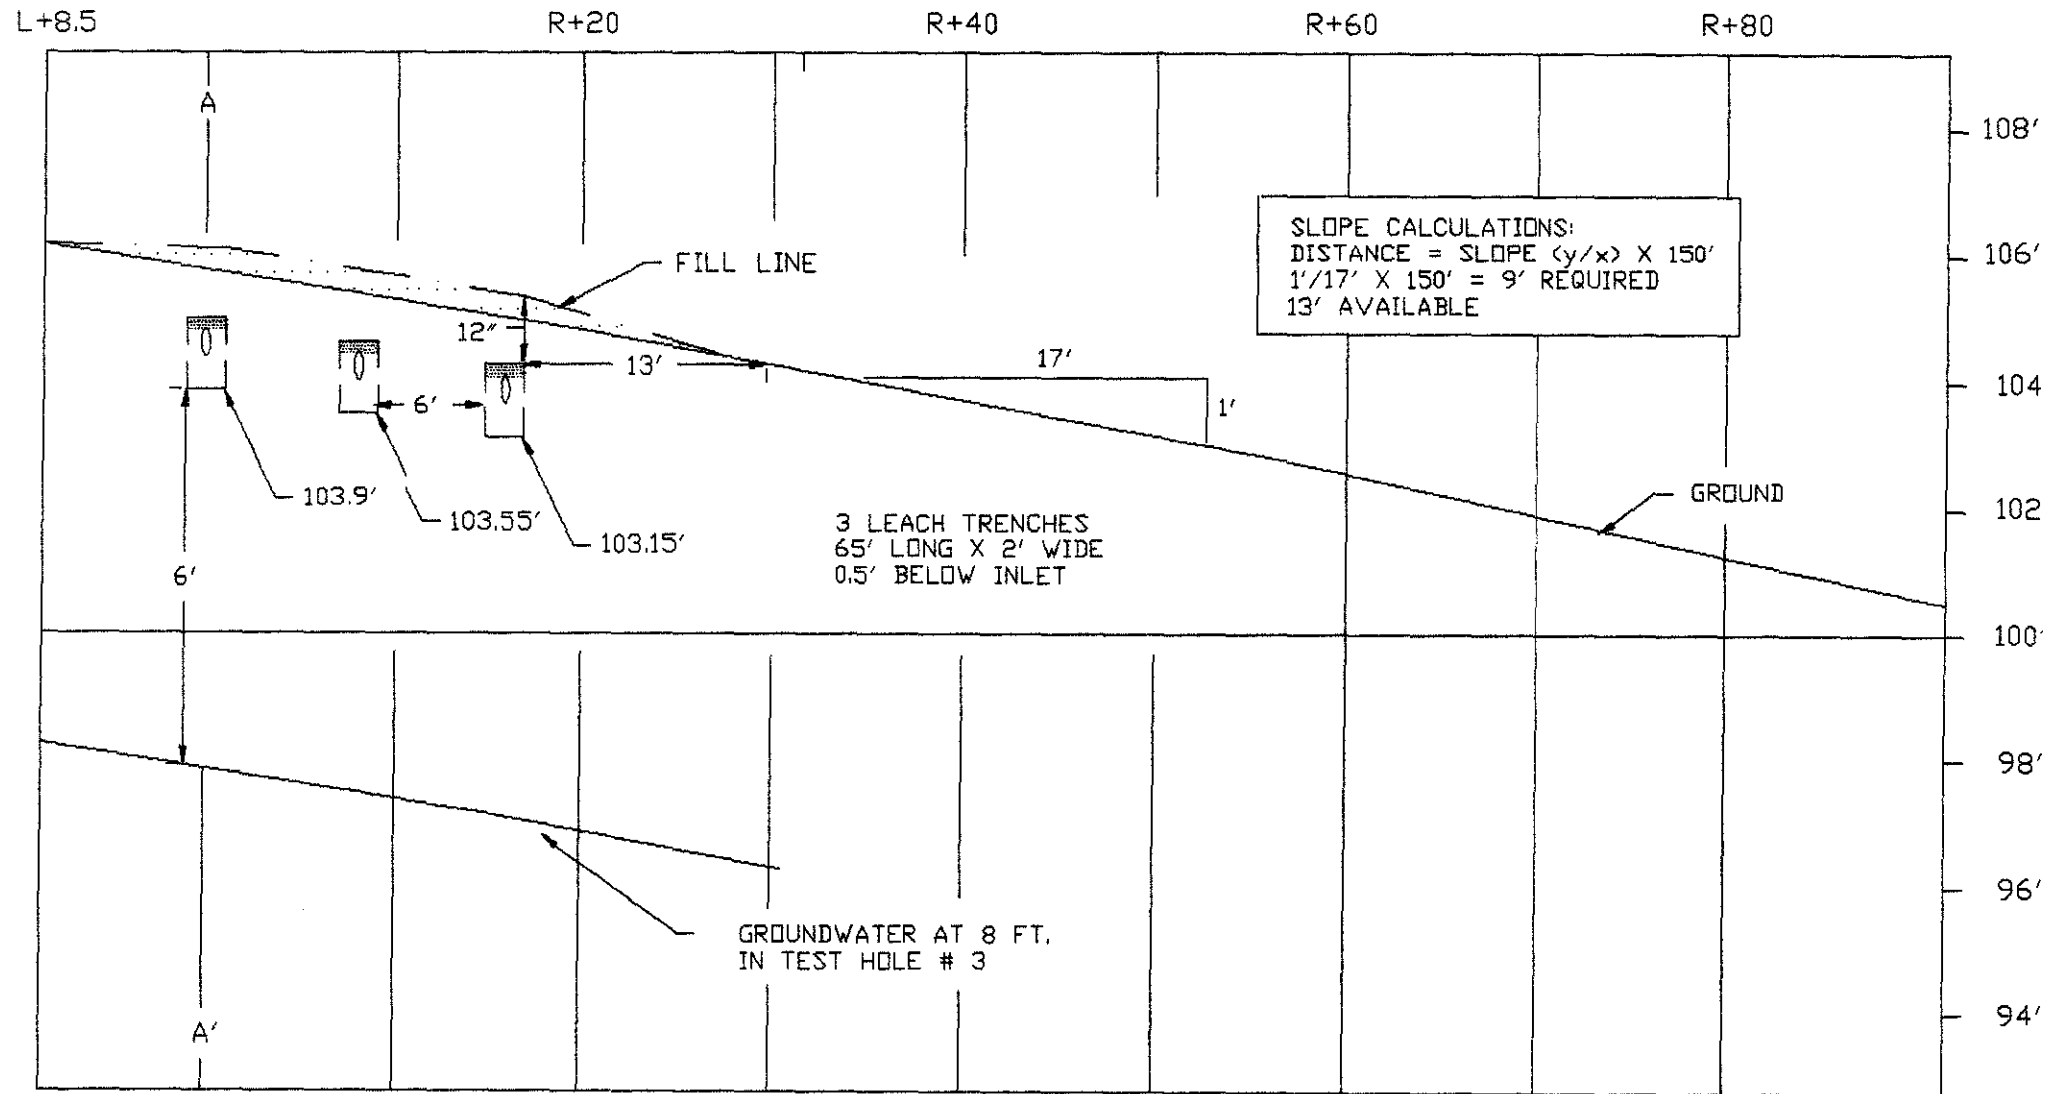 L+8.5 R+20 R+40 R+60 R+80
A
108'
SLOPE CALCULATIONS:
DISTANCE = SLOPE (y/x) X 150'
1'/17' X 150' = 9' REQUIRED
13' AVAILABLE
106'
FILL LINE
12"
13'
17'
1'
104
6'
103.9'
103.55'
103.15'
GROUND
102
3 LEACH TRENCHES
65' LONG X 2' WIDE
0.5' BELOW INLET
6'
100'
98'
96'
GROUNDWATER AT 8 FT.
IN TEST HOLE # 3
94'
A'